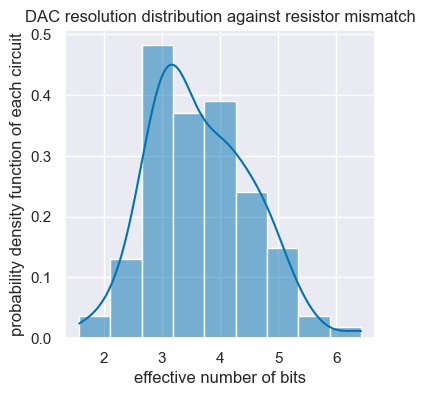 DAC resolution distribution against resistor mismatch
probability density function of each circuit
0.5
0.4
0.3
0.2
0.1
0.0
2 3 4 5 6
effective number of bits